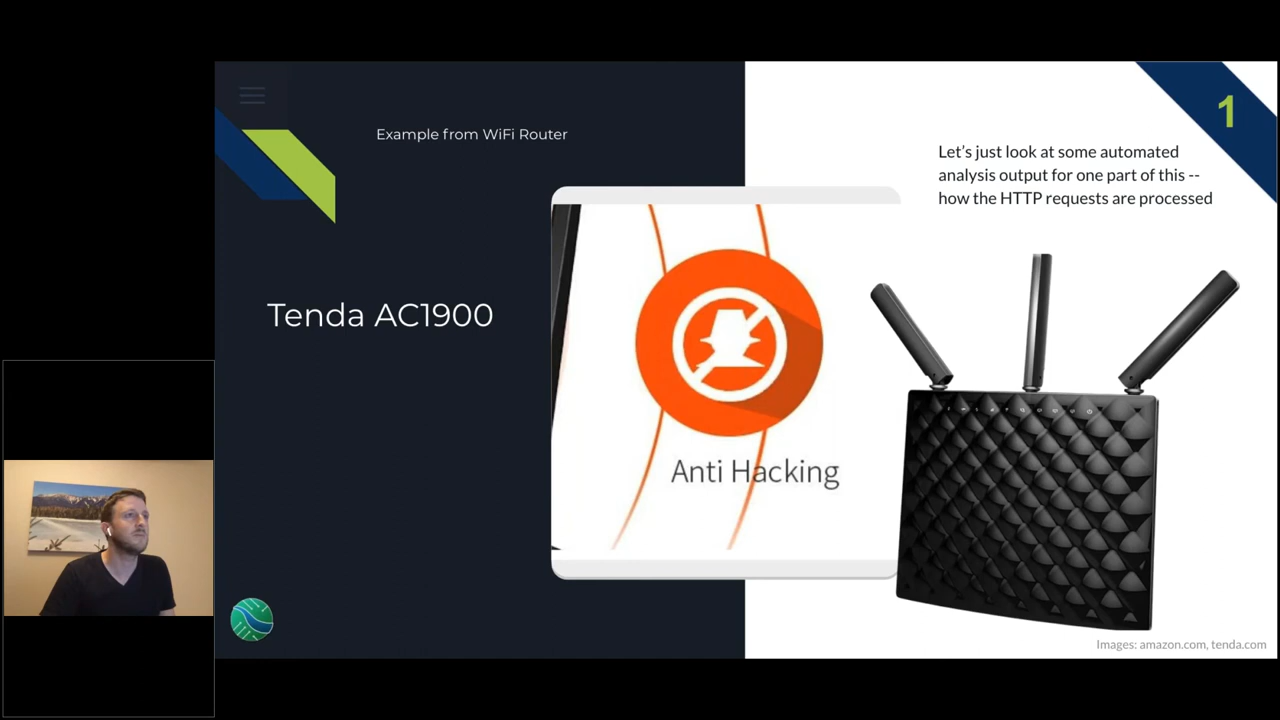 Example from WiFi Router
Tenda AC1900
Anti Hacking
1
Let's just look at some automated
analysis output for one part of this --
how the HTTP requests are processed
Images: amazon.com, tenda.com